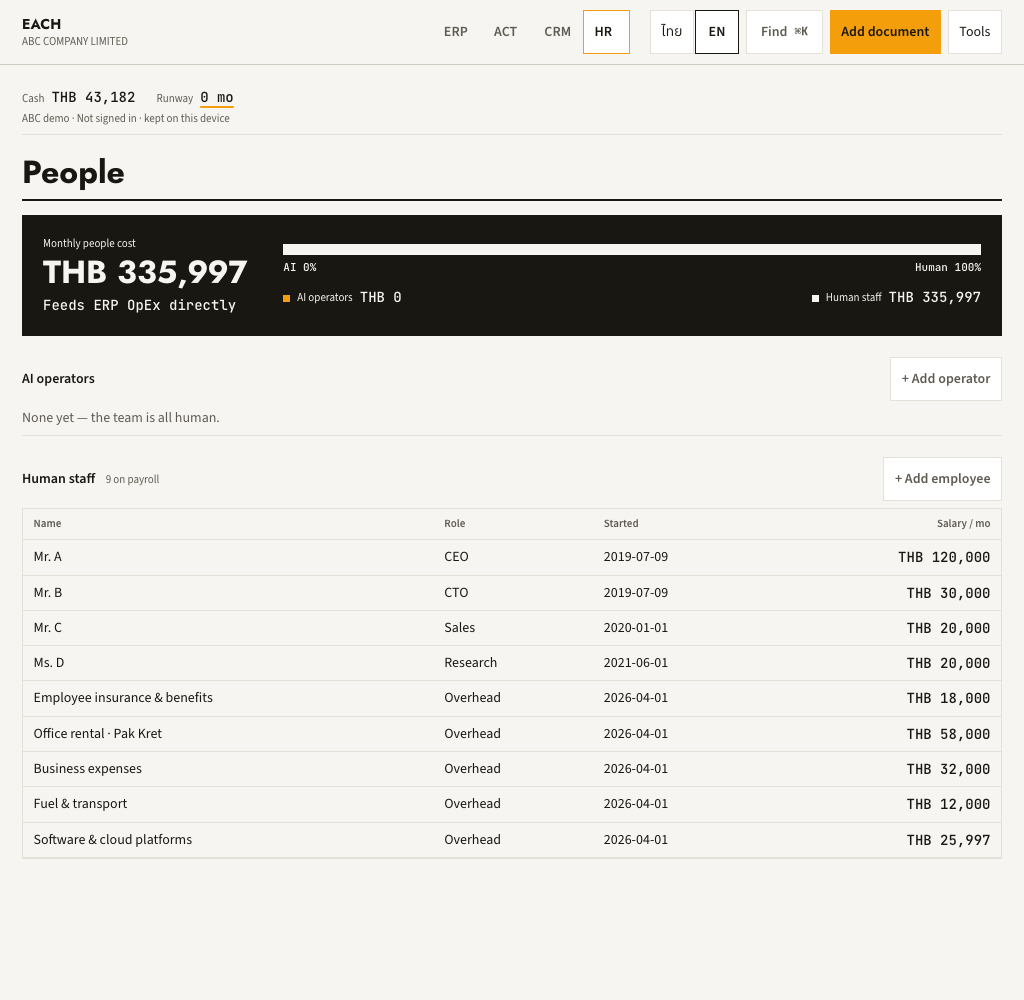 EACH
ABC COMPANY LIMITED
ERP ACT CRM HR ไทย EN Find ⌘K Add document Tools
Cash THB 43,182 Runway 0 mo
ABC demo · Not signed in · kept on this device
People
Monthly people cost
THB 335,997
Feeds ERP OpEx directly
AI 0% Human 100%
AI operators THB 0 Human staff THB 335,997
AI operators + Add operator
None yet — the team is all human.
Human staff 9 on payroll + Add employee
Name Role Started Salary / mo
Mr. A CEO 2019-07-09 THB 120,000
Mr. B CTO 2019-07-09 THB 30,000
Mr. C Sales 2020-01-01 THB 20,000
Ms. D Research 2021-06-01 THB 20,000
Employee insurance & benefits Overhead 2026-04-01 THB 18,000
Office rental · Pak Kret Overhead 2026-04-01 THB 58,000
Business expenses Overhead 2026-04-01 THB 32,000
Fuel & transport Overhead 2026-04-01 THB 12,000
Software & cloud platforms Overhead 2026-04-01 THB 25,997